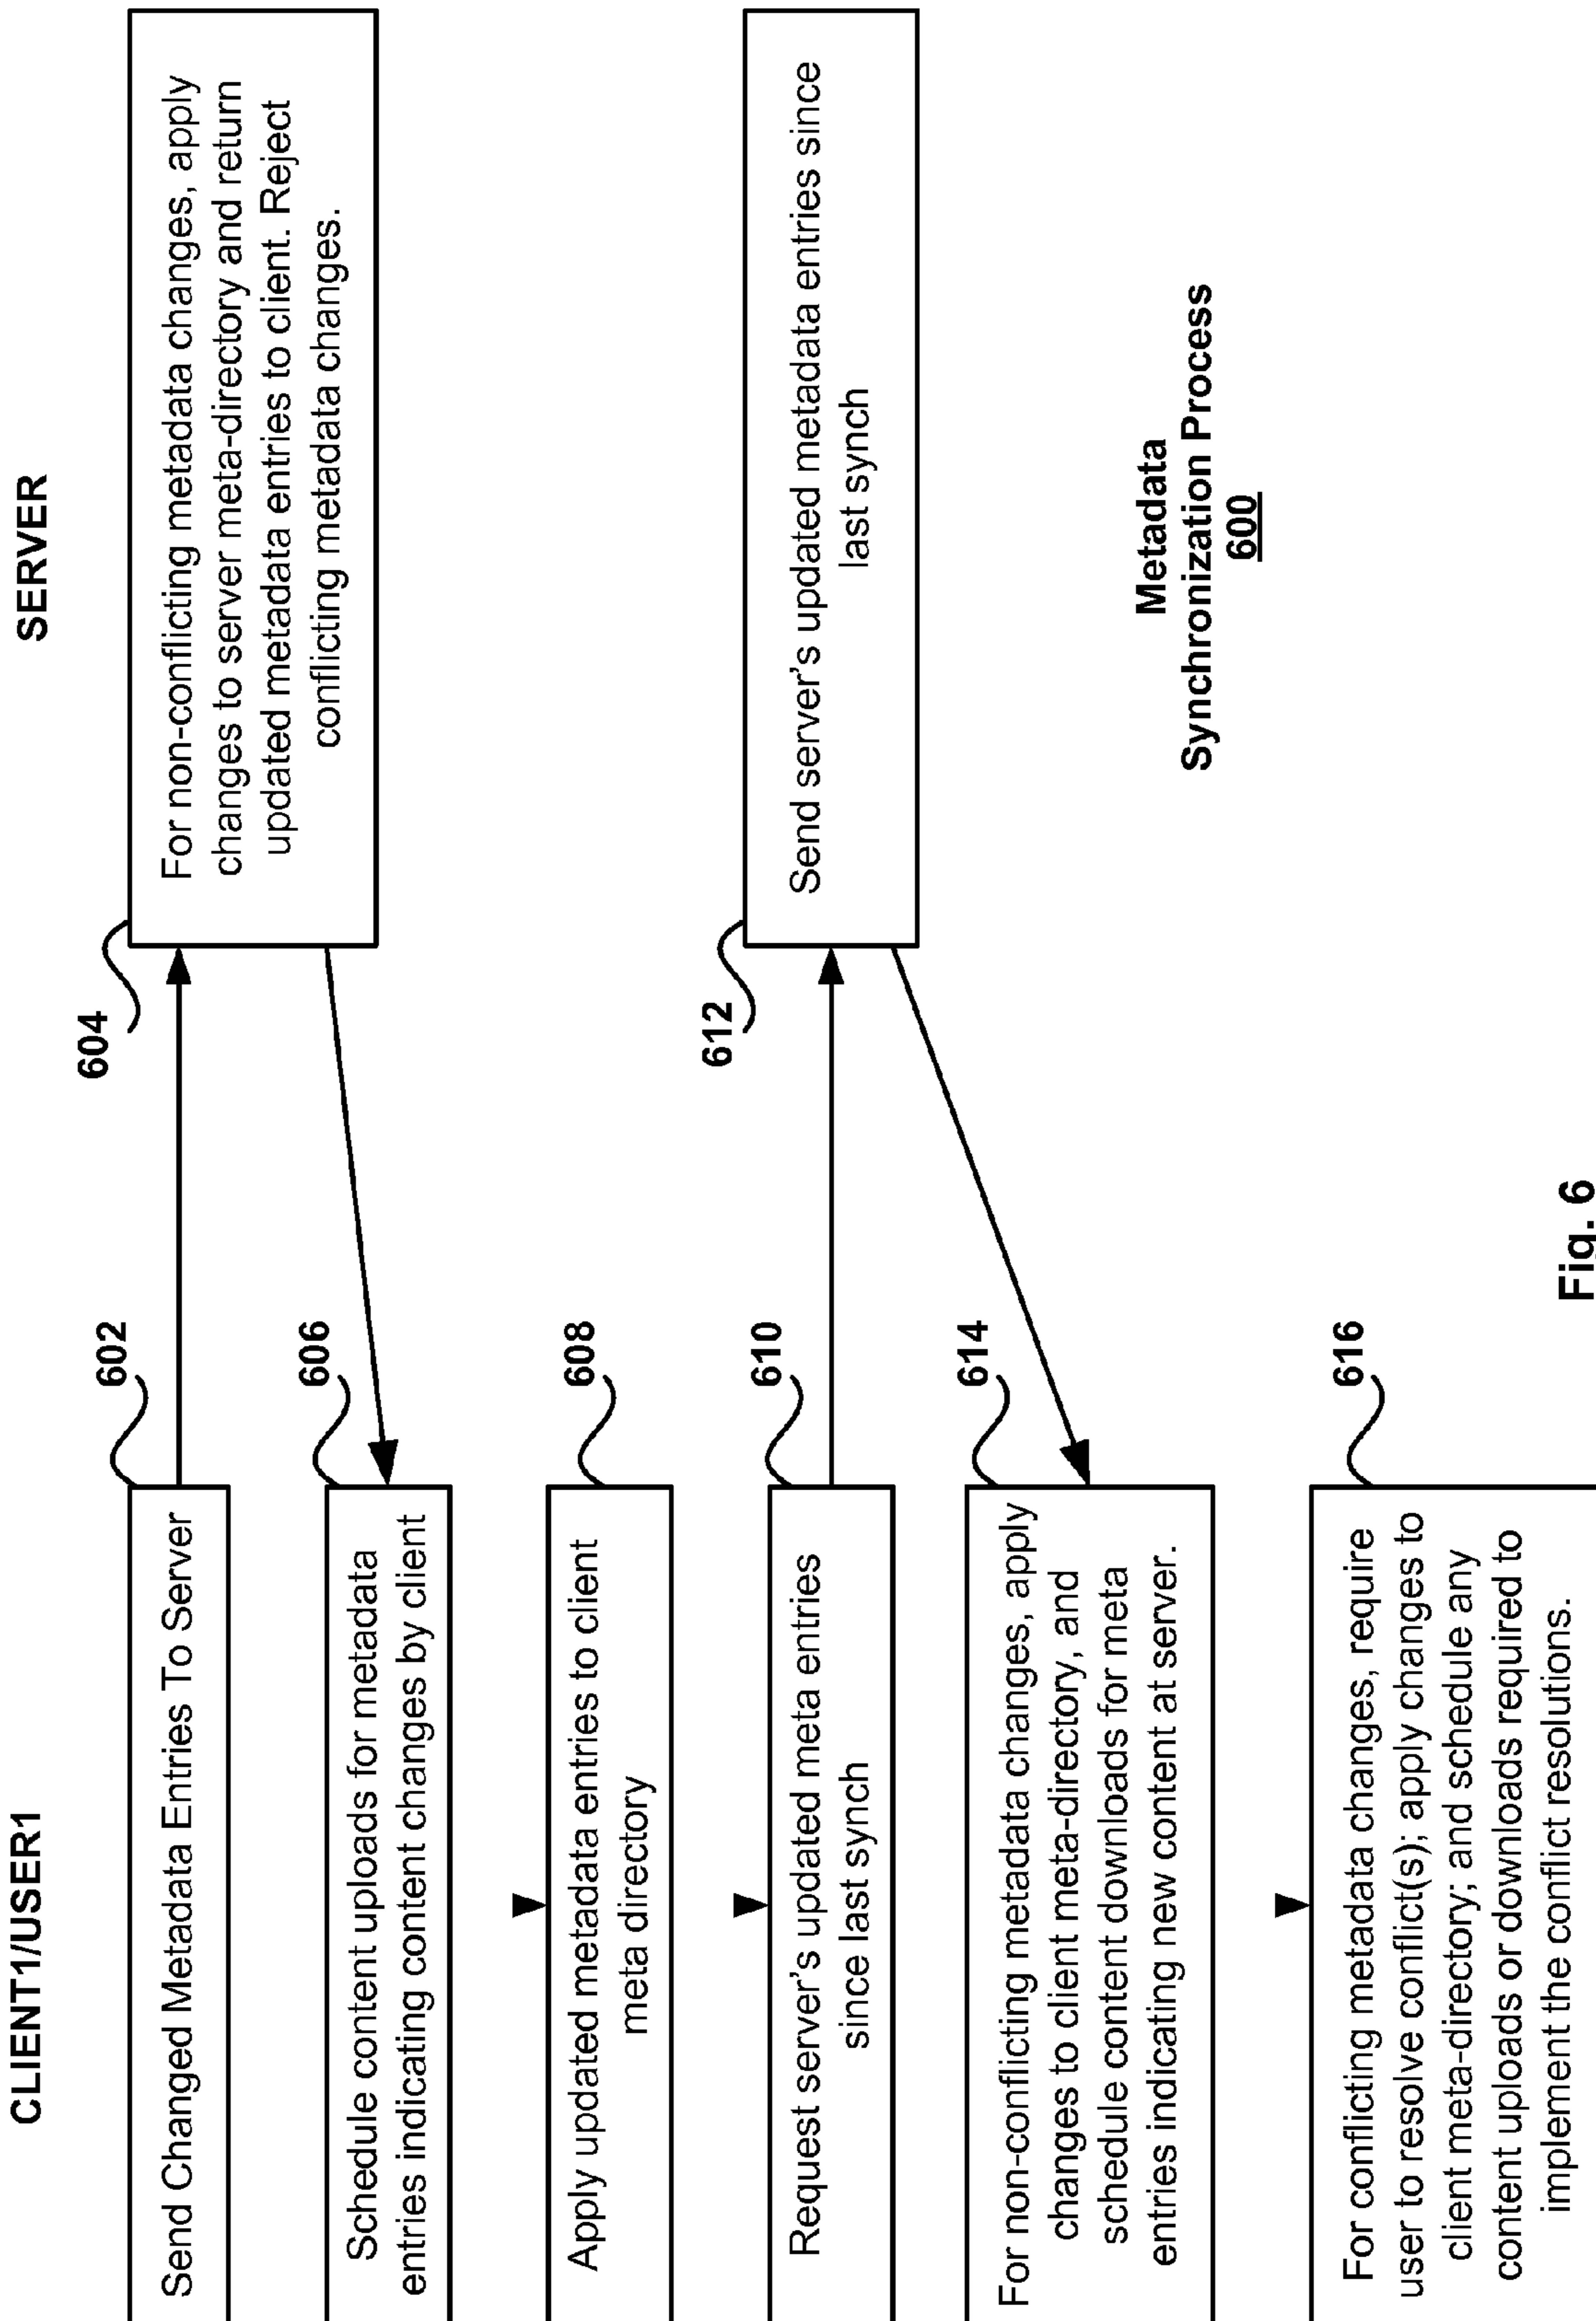 CLIENT1/USER1
SERVER
602
Send Changed Metadata Entries To Server
604
For non-conflicting metadata changes, apply
changes to server meta-directory and return
updated metadata entries to client. Reject
conflicting metadata changes.
606
Schedule content uploads for metadata
entries indicating content changes by client
608
Apply updated metadata entries to client
meta directory
610
Request server's updated meta entries
since last synch
612
Send server's updated metadata entries since
last synch
614
For non-conflicting metadata changes, apply
changes to client meta-directory, and
schedule content downloads for meta
entries indicating new content at server.
616
For conflicting metadata changes, require
user to resolve conflict(s); apply changes to
client meta-directory; and schedule any
content uploads or downloads required to
implement the conflict resolutions.
Metadata
Synchronization Process
600
Fig. 6